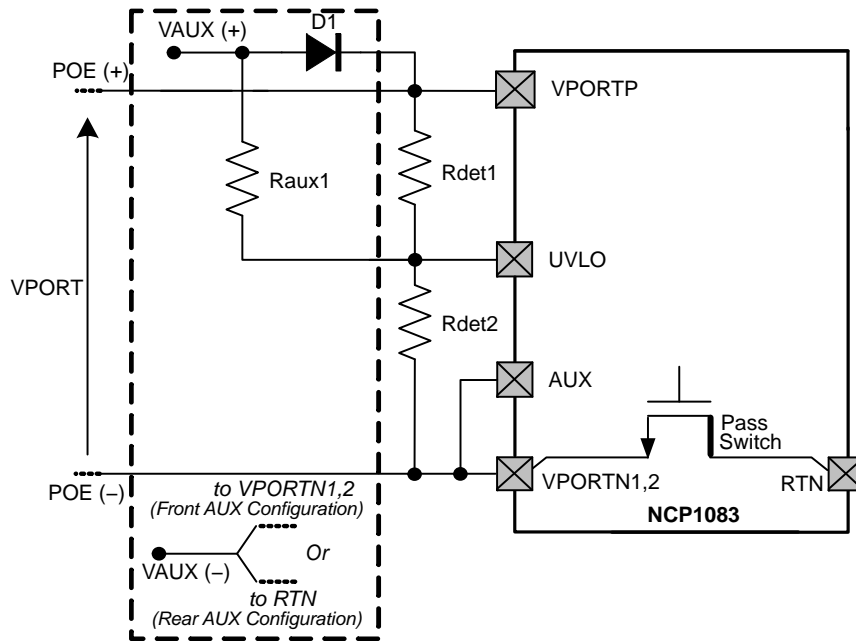 VAUX (+)
D1
POE (+)
VPORTP
Raux1
Rdet1
UVLO
VPORT
Rdet2
AUX
Pass
Switch
to VPORTN1,2
(Front AUX Configuration)
VPORTN1,2
RTN
POE (−)
NCP1083
Or
VAUX (−)
to RTN
(Rear AUX Configuration)